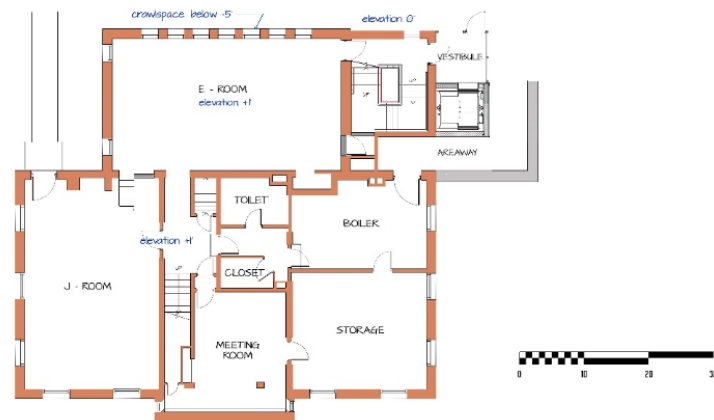 crawlspace below -5'
elevation 0'
VESTIBULE
E - ROOM
elevation +1'
AREAWAY
TOILET
BOILER
elevation +1'
CLOSET
J - ROOM
STORAGE
MEETING
ROOM
0 10 20 3